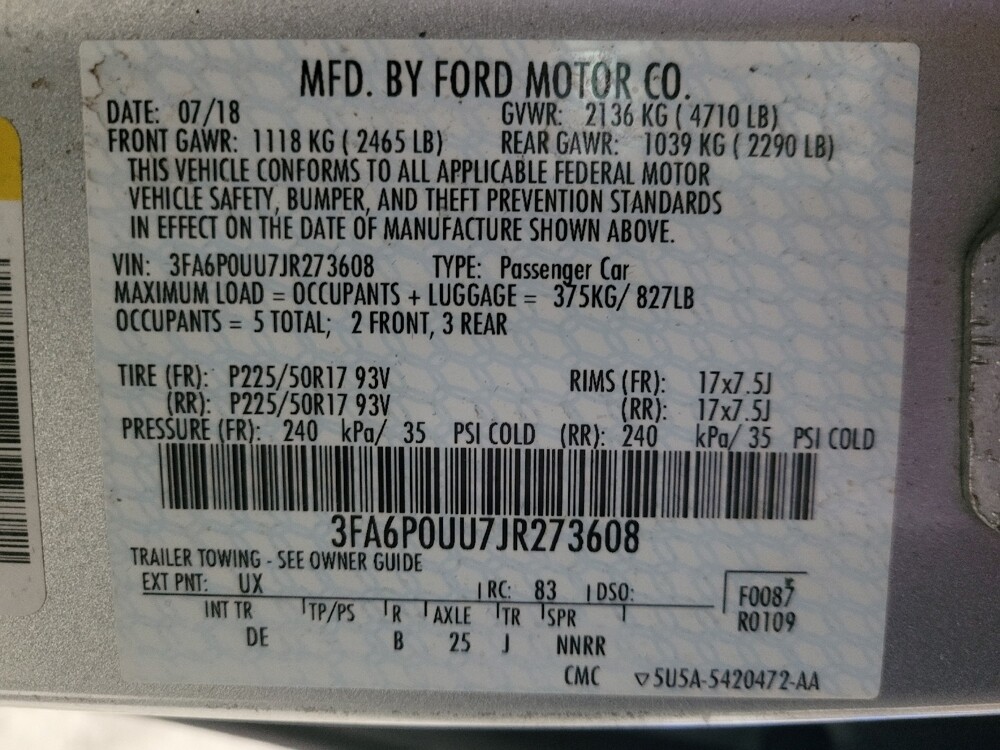 MFD. BY FORD MOTOR CO.
DATE: 07/18 GVWR: 2136 KG ( 4710 LB)
FRONT GAWR: 1118 KG ( 2465 LB) REAR GAWR: 1039 KG ( 2290 LB)
THIS VEHICLE CONFORMS TO ALL APPLICABLE FEDERAL MOTOR
VEHICLE SAFETY, BUMPER, AND THEFT PREVENTION STANDARDS
IN EFFECT ON THE DATE OF MANUFACTURE SHOWN ABOVE.
VIN: 3FA6P0UU7JR273608 TYPE: Passenger Car
MAXIMUM LOAD = OCCUPANTS + LUGGAGE = 375KG/ 827LB
OCCUPANTS = 5 TOTAL; 2 FRONT, 3 REAR
TIRE (FR): P225/50R17 93V RIMS (FR): 17x7.5J
(RR): P225/50R17 93V (RR): 17x7.5J
PRESSURE (FR): 240 kPa/ 35 PSI COLD (RR): 240 kPa/ 35 PSI COLD
3FA6P0UU7JR273608
TRAILER TOWING - SEE OWNER GUIDE
EXT PNT: UX RC: 83 DSO: F0087
INT TR TP/PS R AXLE TR SPR R0109
DE B 25 J NNRR
CMC ▽5U5A-5420472-AA